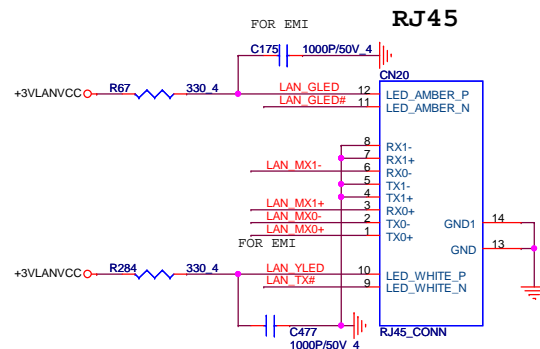 RJ45
FOR EMI
C175 1000P/50V_4
CN20
+3VLANVCC R67 330_4 LAN_GLED 12 LED_AMBER_P
LAN_GLED# 11 LED_AMBER_N
8 RX1-
7 RX1+
LAN_MX1- 6 RX0-
5 TX1-
4 TX1+
LAN_MX1+ 3 RX0+
LAN_MX0- 2 TX0-
LAN_MX0+ 1 TX0+
GND1 14
GND 13
FOR EMI
+3VLANVCC R284 330_4 LAN_YLED 10 LED_WHITE_P
LAN_TX# 9 LED_WHITE_N
C477
1000P/50V_4
RJ45_CONN